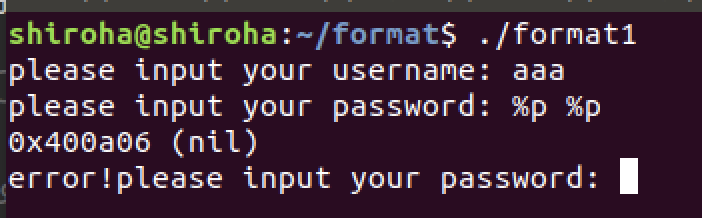 shiroha@shiroha:~/format$ ./format1
please input your username: aaa
please input your password: %p %p
0x400a06 (nil)
error!please input your password: